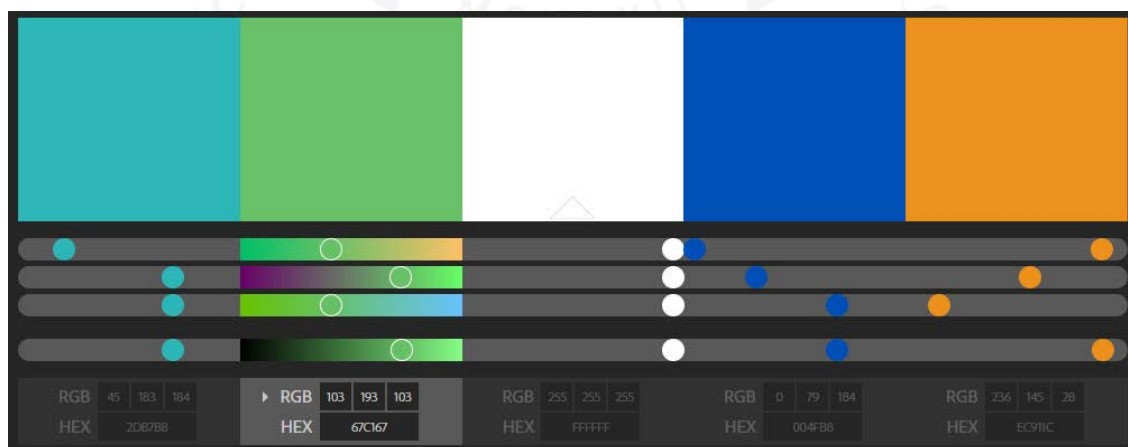 RGB 45 183 184
HEX 2DB7B8
RGB 103 193 103
HEX 67C167
RGB 255 255 255
HEX FFFFFF
RGB 0 79 184
HEX 004FB8
RGB 236 145 28
HEX EC911C